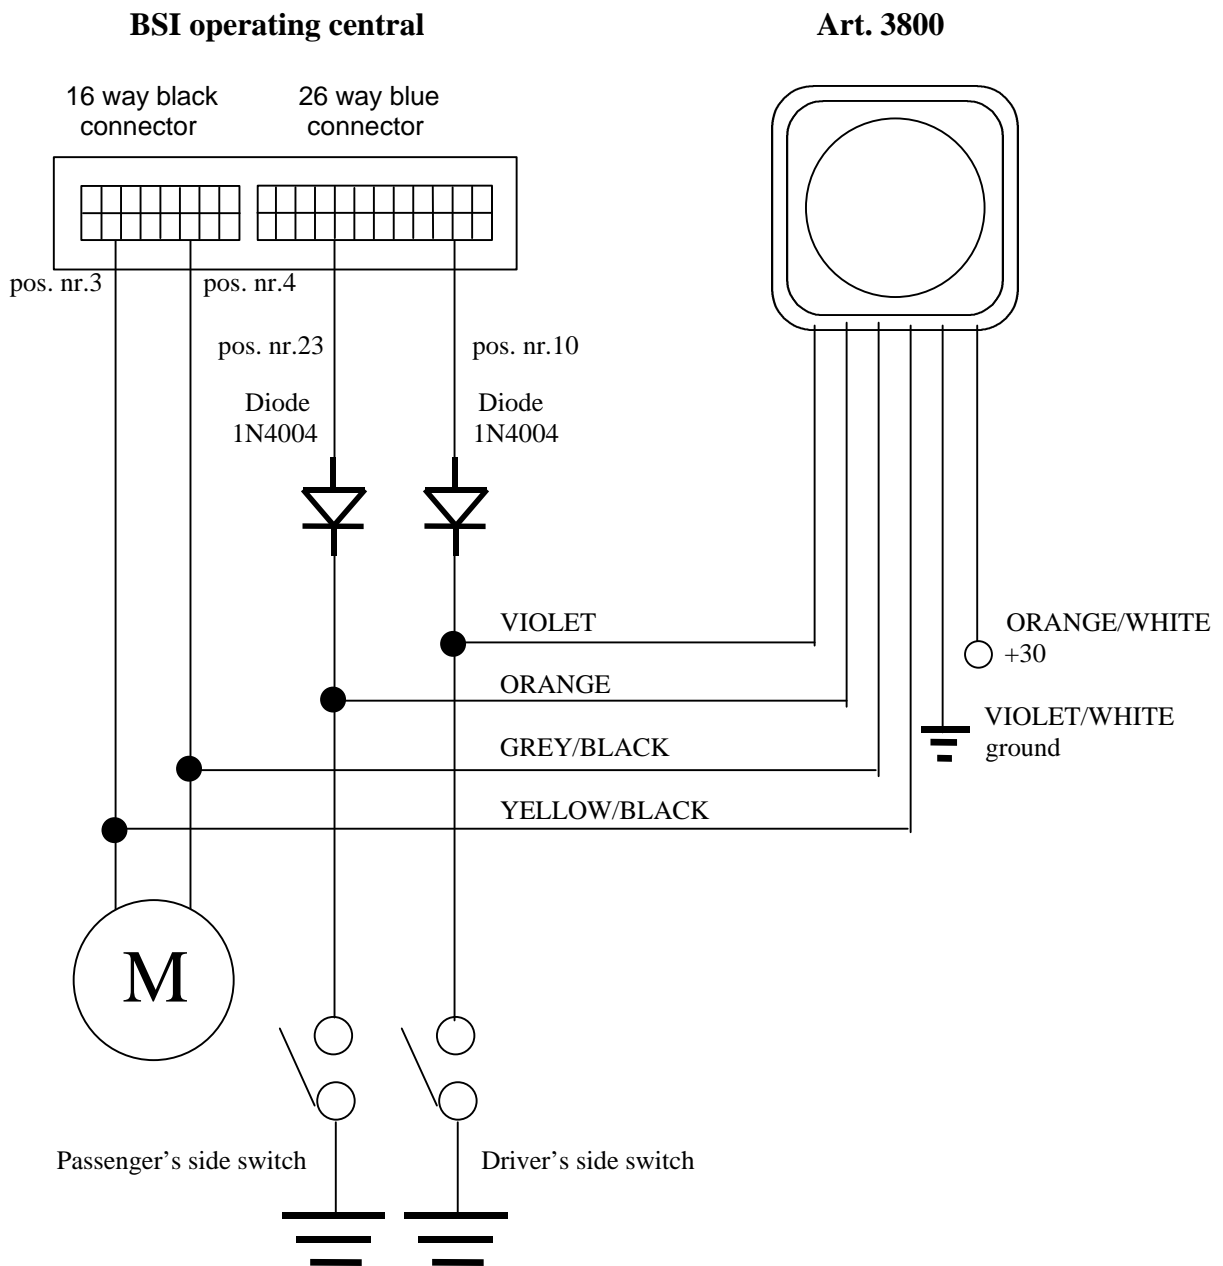 BSI operating central
Art. 3800
16 way black
connector
26 way blue
connector
pos. nr.3
pos. nr.4
pos. nr.23
pos. nr.10
Diode
1N4004
Diode
1N4004
VIOLET
ORANGE/WHITE
+30
ORANGE
VIOLET/WHITE
ground
GREY/BLACK
YELLOW/BLACK
M
Passenger's side switch
Driver's side switch